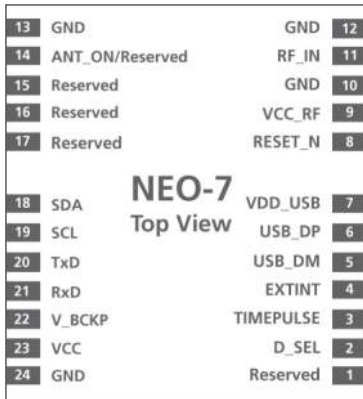 13 GND GND 12
14 ANT_ON/Reserved RF_IN 11
15 Reserved GND 10
16 Reserved VCC_RF 9
17 Reserved RESET_N 8
NEO-7
Top View
18 SDA VDD_USB 7
19 SCL USB_DP 6
20 TxD USB_DM 5
21 RxD EXTINT 4
22 V_BCKP TIMEPULSE 3
23 VCC D_SEL 2
24 GND Reserved 1